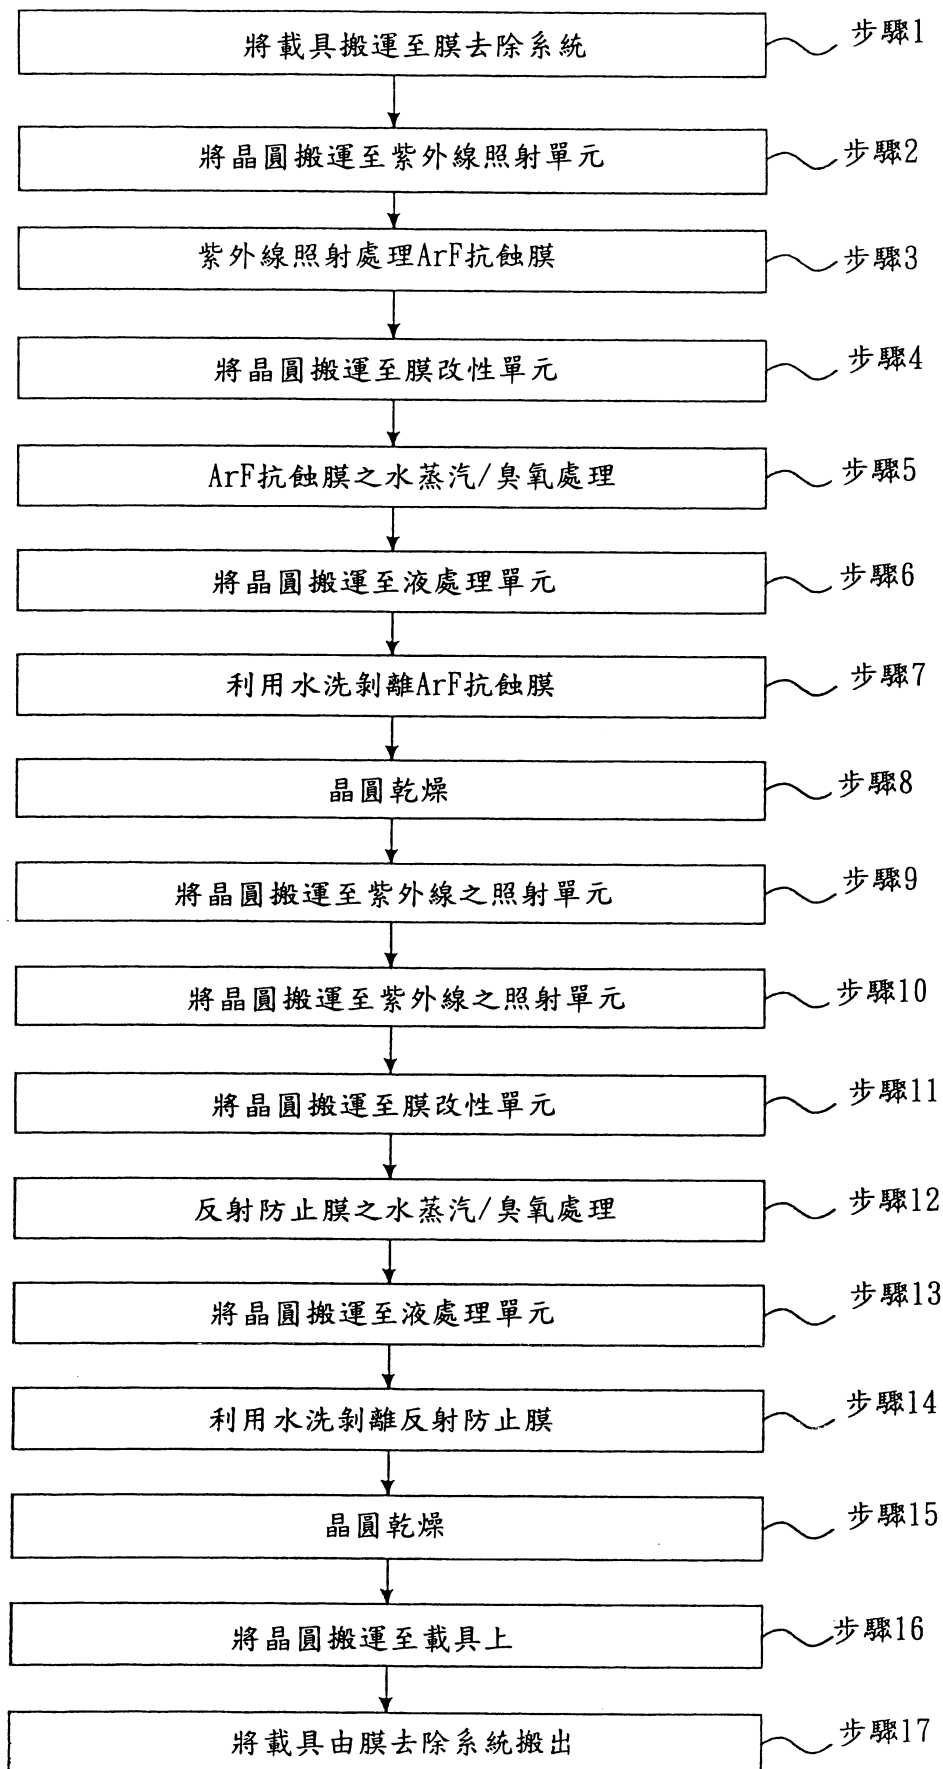 將載具搬運至膜去除系統
步驟1
將晶圓搬運至紫外線照射單元
步驟2
紫外線照射處理ArF抗蝕膜
步驟3
將晶圓搬運至膜改性單元
步驟4
ArF抗蝕膜之水蒸汽/臭氧處理
步驟5
將晶圓搬運至液處理單元
步驟6
利用水洗剝離ArF抗蝕膜
步驟7
晶圓乾燥
步驟8
將晶圓搬運至紫外線之照射單元
步驟9
將晶圓搬運至紫外線之照射單元
步驟10
將晶圓搬運至膜改性單元
步驟11
反射防止膜之水蒸汽/臭氧處理
步驟12
將晶圓搬運至液處理單元
步驟13
利用水洗剝離反射防止膜
步驟14
晶圓乾燥
步驟15
將晶圓搬運至載具上
步驟16
將載具由膜去除系統搬出
步驟17